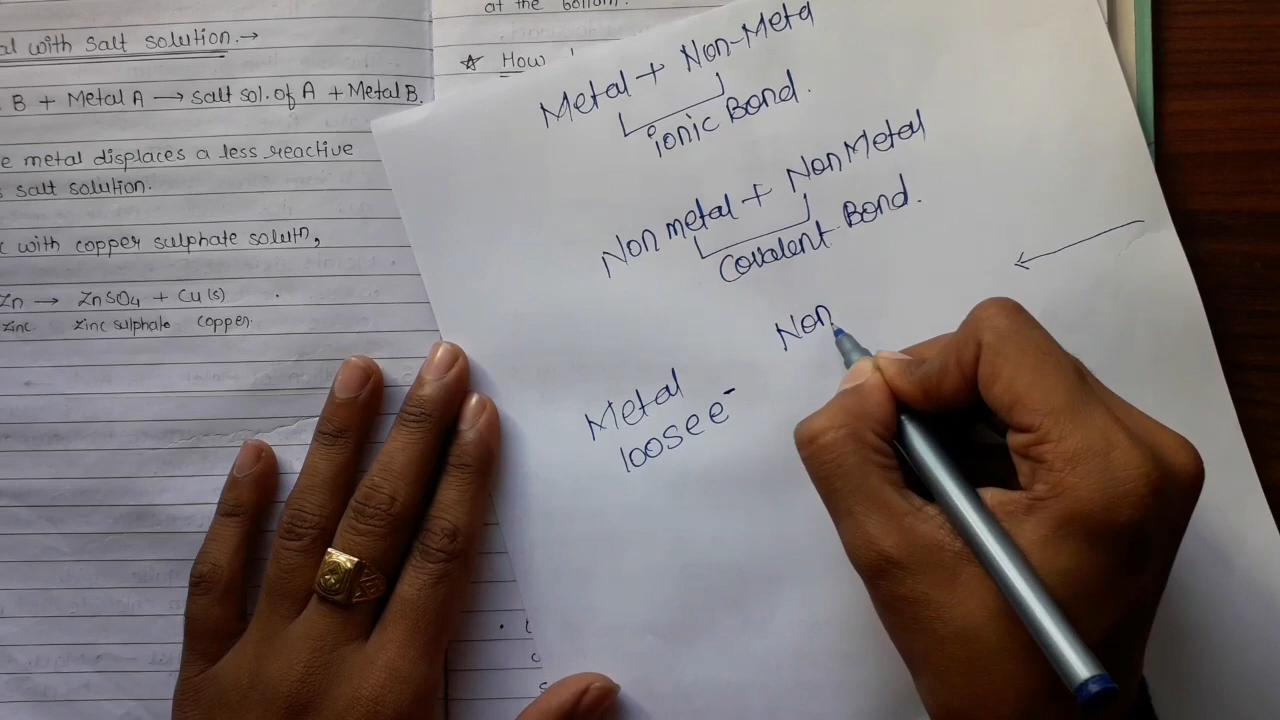 al with salt solution.→
B + Metal A → salt sol. of A + Metal B.
e metal displaces a less reactive
salt solution.
with copper sulphate solutn,
Zn → ZnSO4 + Cu(s)
zinc. zinc sulphate copper.
at the bottom.
☆ How
Metal + Non-Metal
ionic Bond.
Non metal + Non Metal
Covalent Bond.
Non
Metal
loose e⁻